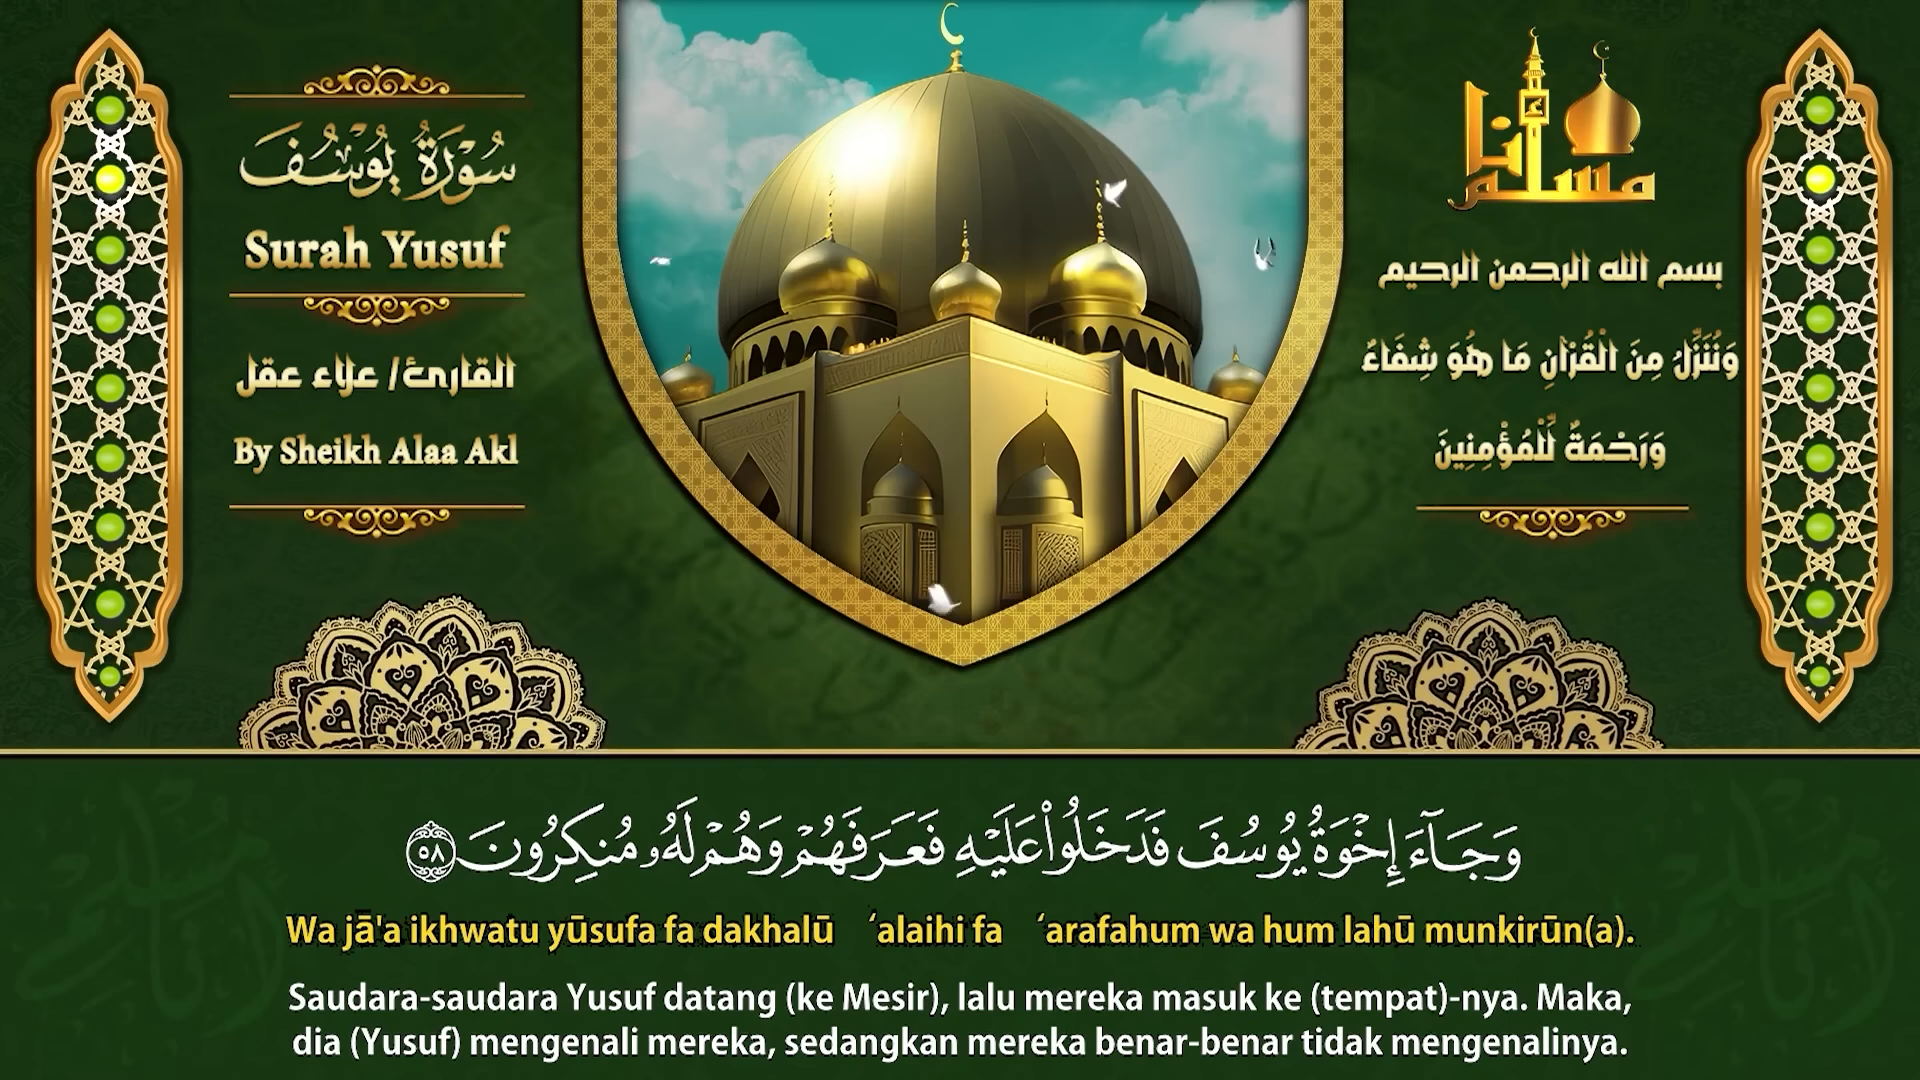 سُورَةُ يُوسُفَ
Surah Yusuf
القارئ/ علاء عقل
By Sheikh Alaa Akl
أنا مسلم
بسم الله الرحمن الرحيم
وَنُنَزِّلُ مِنَ الْقُرْآنِ مَا هُوَ شِفَاءٌ
وَرَحْمَةٌ لِّلْمُؤْمِنِينَ
وَجَآءَ إِخْوَةُ يُوسُفَ فَدَخَلُوا۟ عَلَيْهِ فَعَرَفَهُمْ وَهُمْ لَهُۥ مُنكِرُونَ ٥٨
Wa jā'a ikhwatu yūsufa fa dakhalū ‘alaihi fa ‘arafahum wa hum lahū munkirūn(a).
Saudara-saudara Yusuf datang (ke Mesir), lalu mereka masuk ke (tempat)-nya. Maka,
dia (Yusuf) mengenali mereka, sedangkan mereka benar-benar tidak mengenalinya.